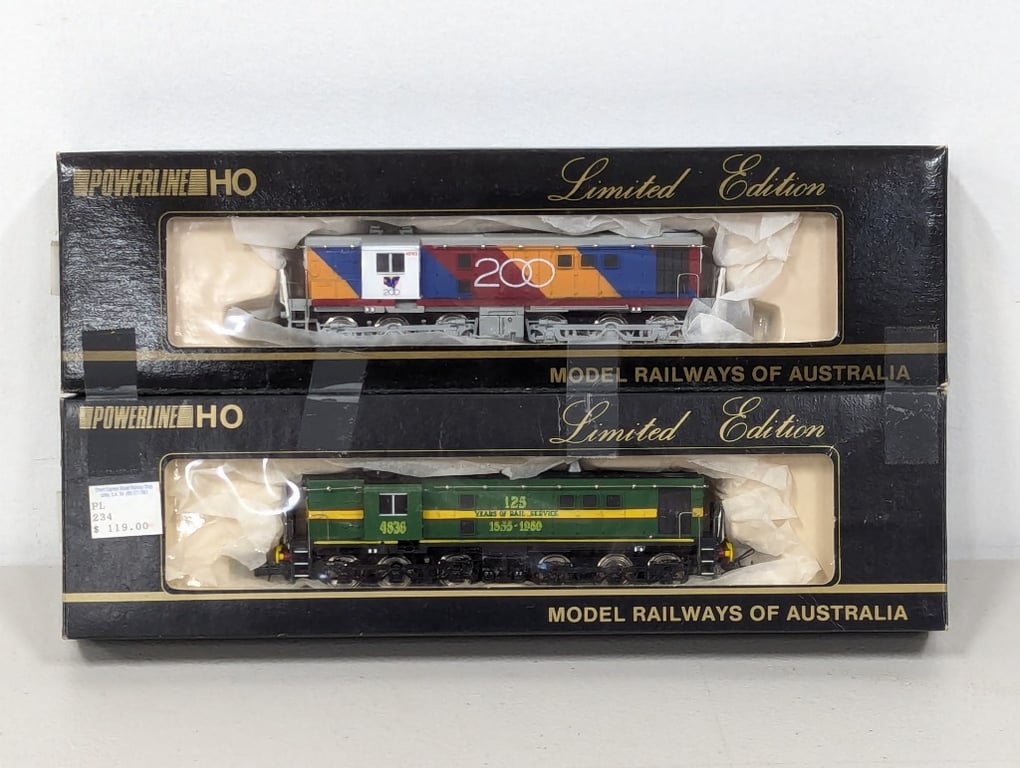 POWERLINE HO
Limited Edition
200
200
MODEL RAILWAYS OF AUSTRALIA
POWERLINE HO
Limited Edition
PL
234
$ 119.00
4836
125
YEARS OF RAIL SERVICE
1855-1980
MODEL RAILWAYS OF AUSTRALIA